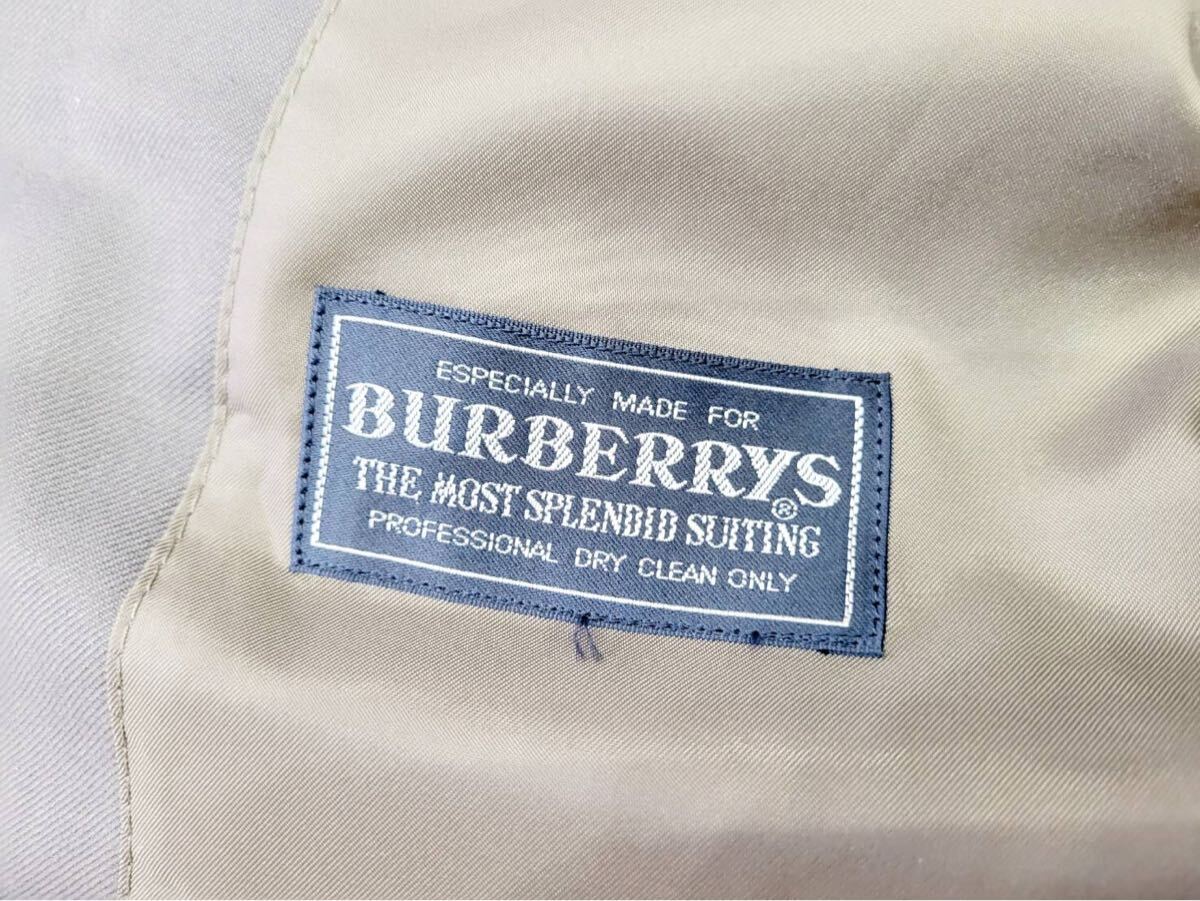 ESPECIALLY MADE FOR
BURBERRYS®
THE MOST SPLENDID SUITING
PROFESSIONAL DRY CLEAN ONLY